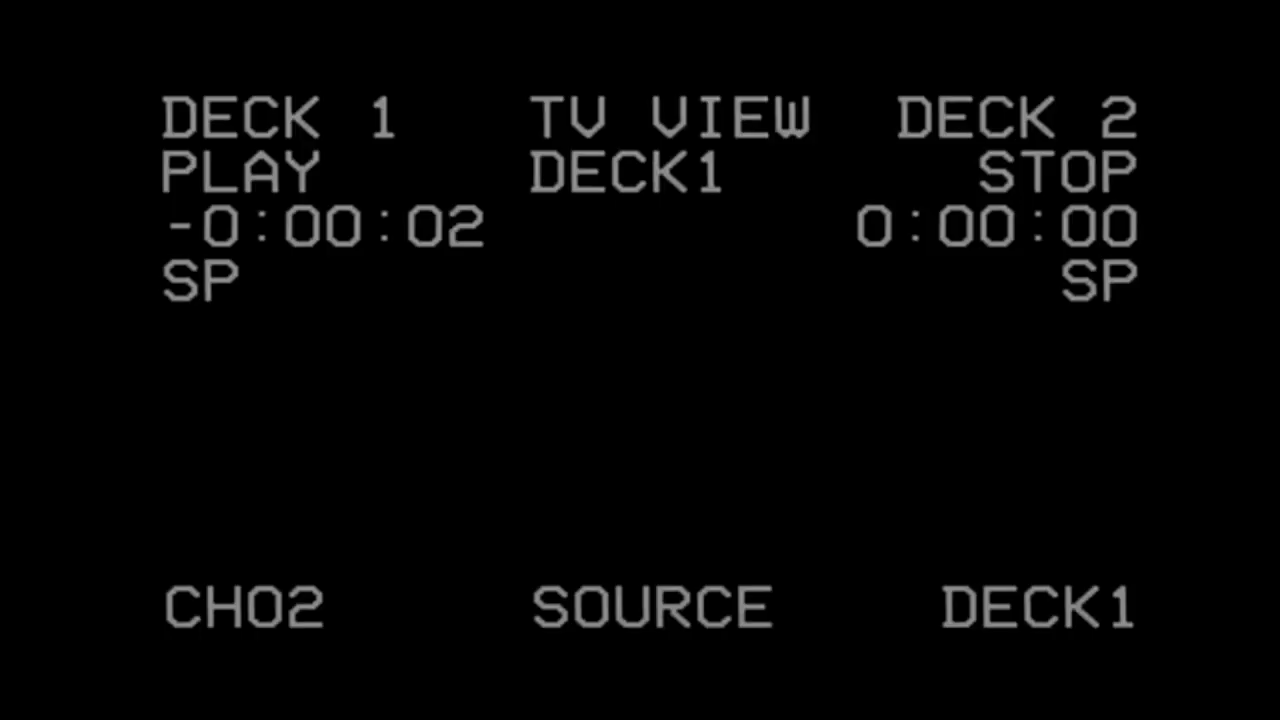 DECK 1 TV VIEW DECK 2
PLAY DECK1 STOP
-0:00:02 0:00:00
SP SP
CH02 SOURCE DECK1